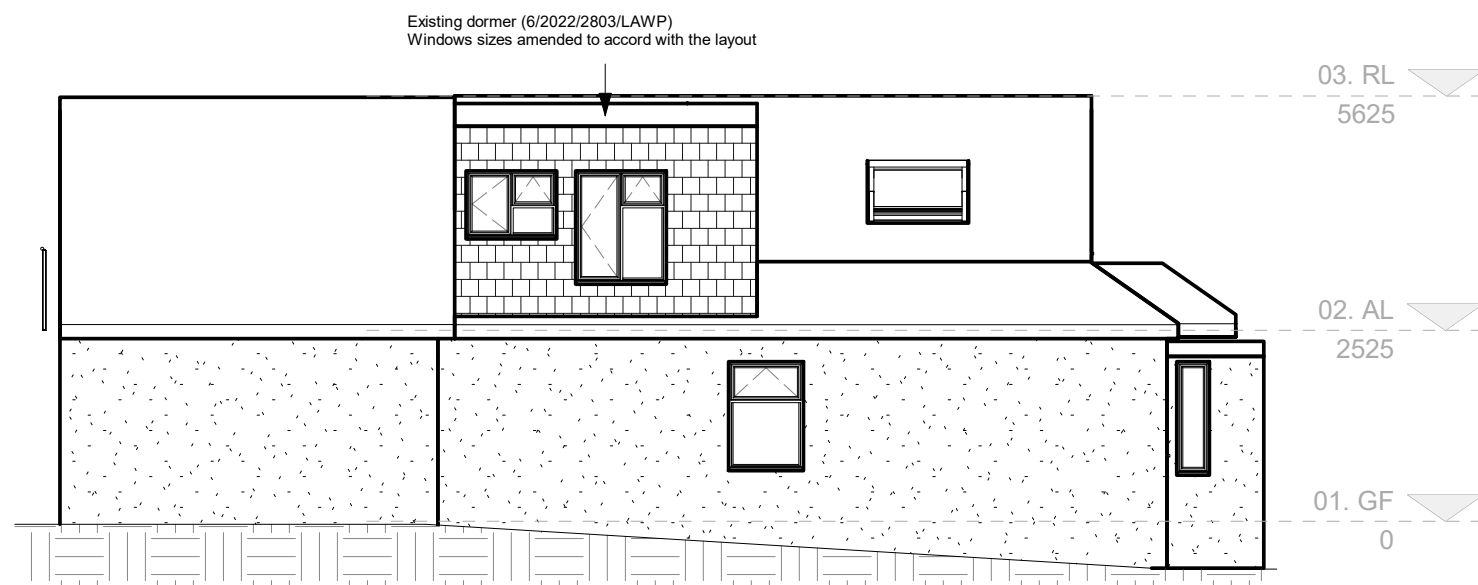 Existing dormer (6/2022/2803/LAWP)
Windows sizes amended to accord with the layout
03. RL
5625
02. AL
2525
01. GF
0